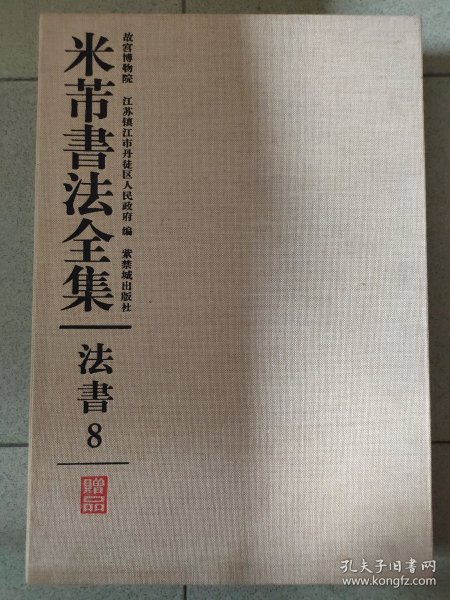 米芾書法全集
法書
8
贈品
故宫博物院 江苏镇江市丹徒区人民政府 编 紫禁城出版社
孔夫子旧书网
www.kongfz.com